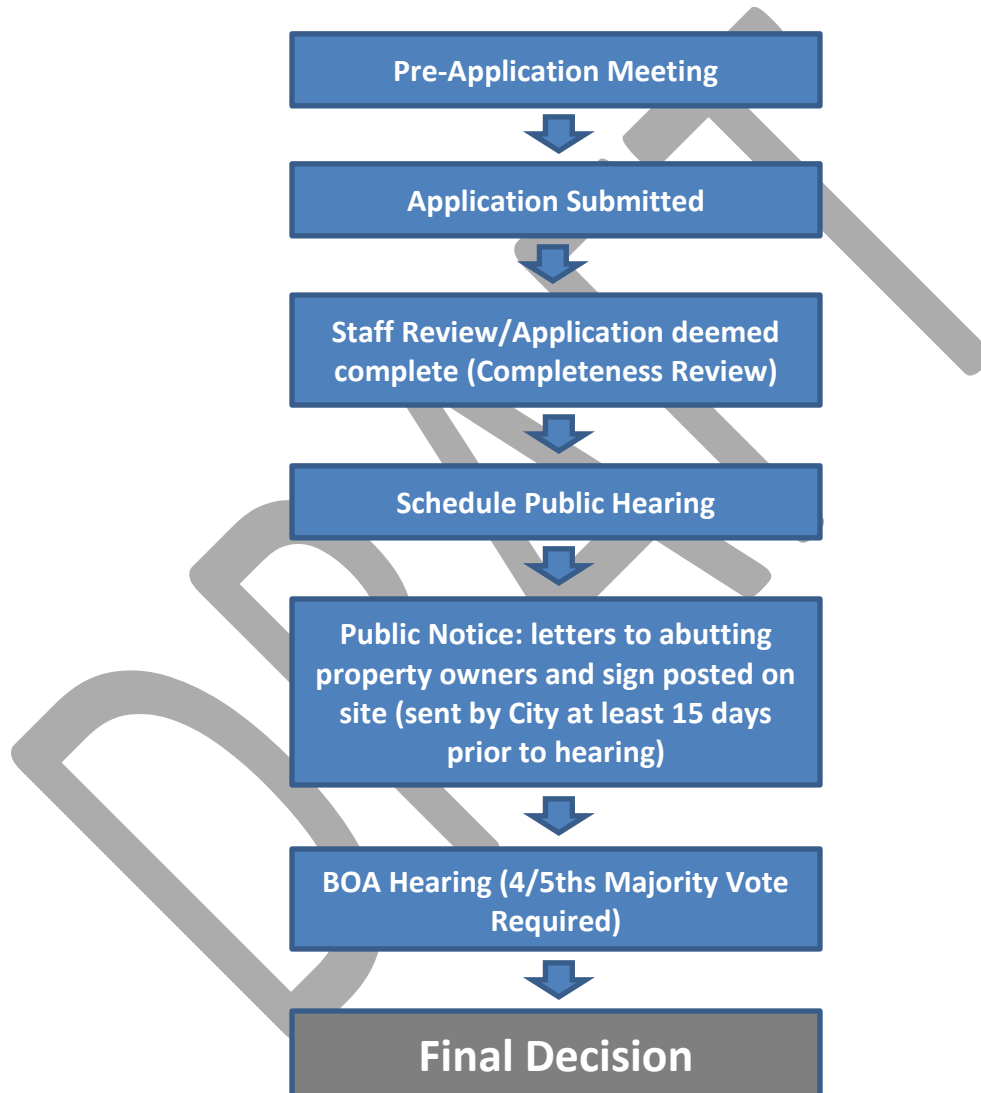 Pre-Application Meeting
Application Submitted
Staff Review/Application deemed
complete (Completeness Review)
Schedule Public Hearing
Public Notice: letters to abutting
property owners and sign posted on
site (sent by City at least 15 days
prior to hearing)
BOA Hearing (4/5ths Majority Vote
Required)
Final Decision
DRAFT